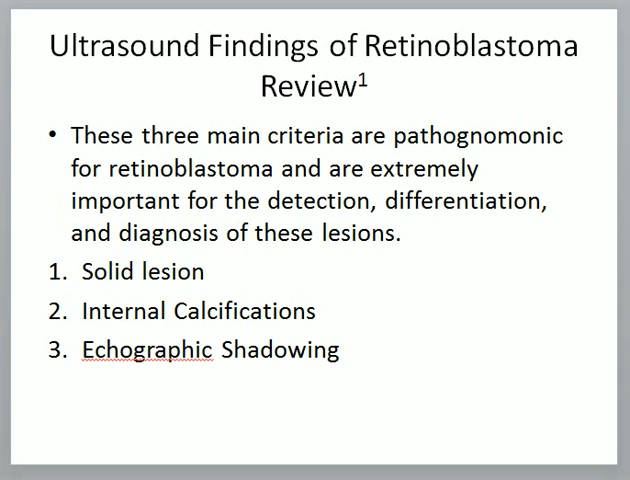 Ultrasound Findings of Retinoblastoma
Review¹
• These three main criteria are pathognomonic
for retinoblastoma and are extremely
important for the detection, differentiation,
and diagnosis of these lesions.
1. Solid lesion
2. Internal Calcifications
3. Echographic Shadowing